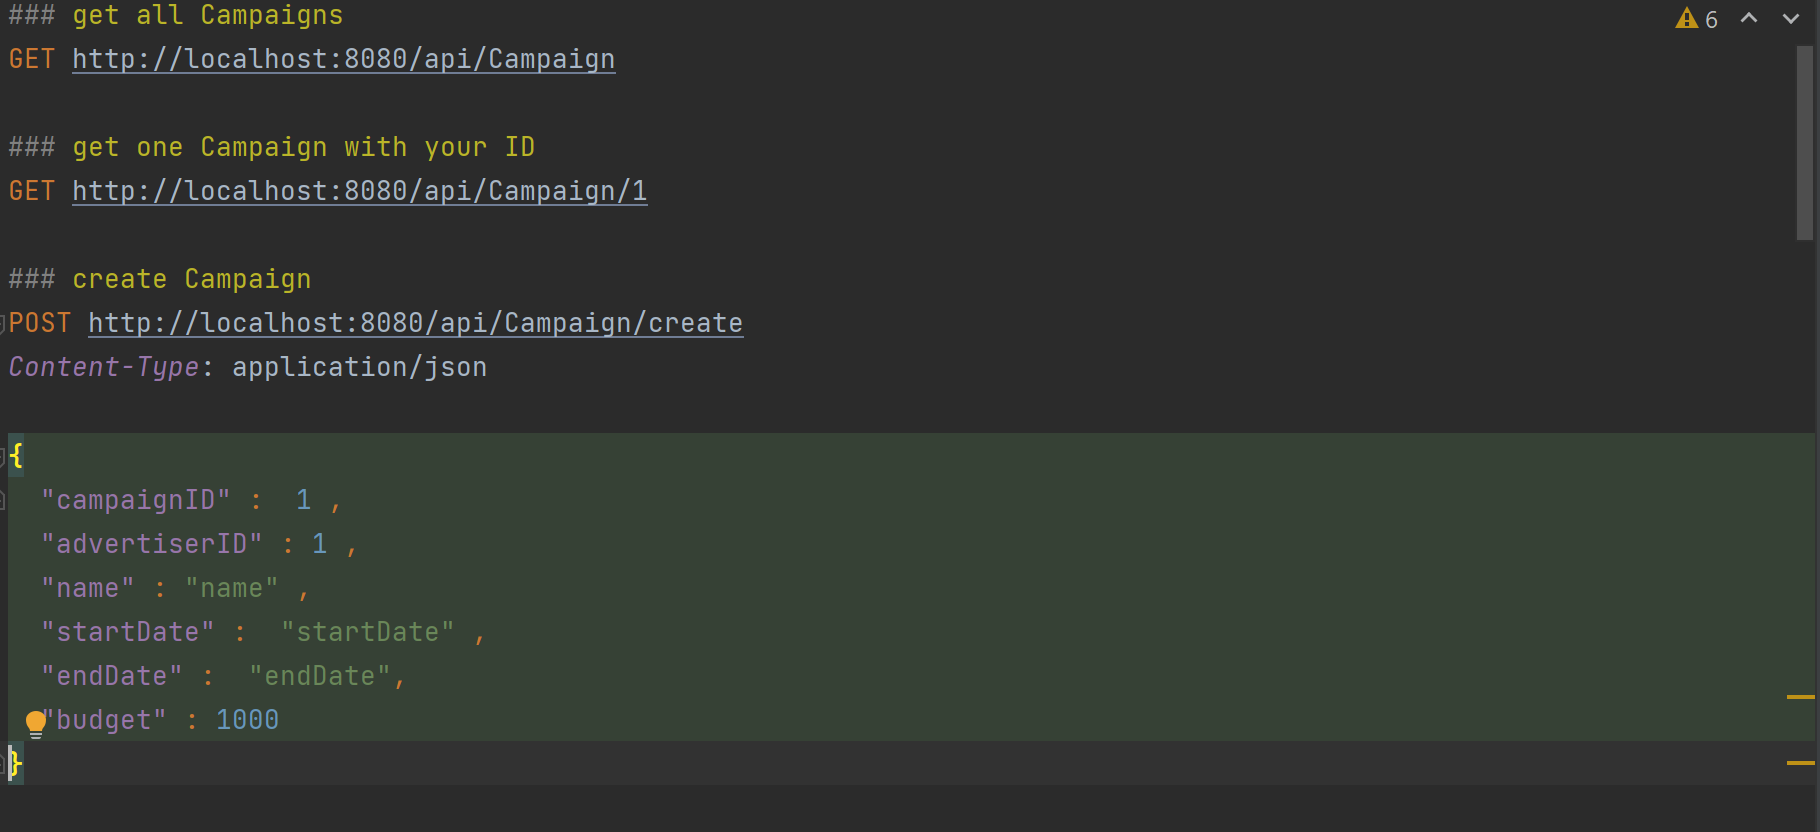 ### get all Campaigns
6
GET http://localhost:8080/api/Campaign
### get one Campaign with your ID
GET http://localhost:8080/api/Campaign/1
### create Campaign
POST http://localhost:8080/api/Campaign/create
Content-Type: application/json
{
  "campaignID" :  1 ,
  "advertiserID" : 1 ,
  "name" : "name" ,
  "startDate" :  "startDate" ,
  "endDate" :  "endDate",
  "budget" : 1000
}